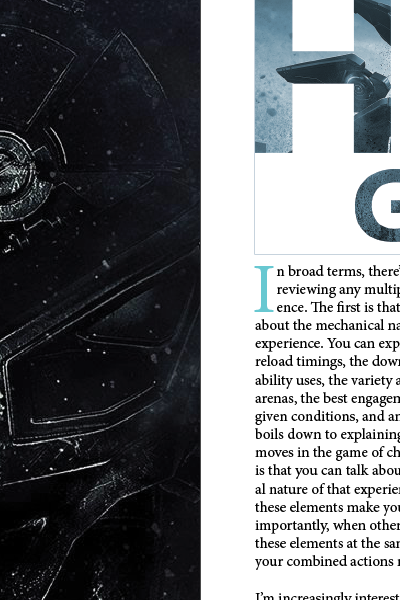 H
G
In broad terms, there'
reviewing any multip
ence. The first is that
about the mechanical na
experience. You can exp
reload timings, the down
ability uses, the variety a
arenas, the best engagem
given conditions, and an
boils down to explaining
moves in the game of ch
is that you can talk abou
al nature of that experien
these elements make you
importantly, when other
these elements at the sam
your combined actions m
I'm increasingly interest